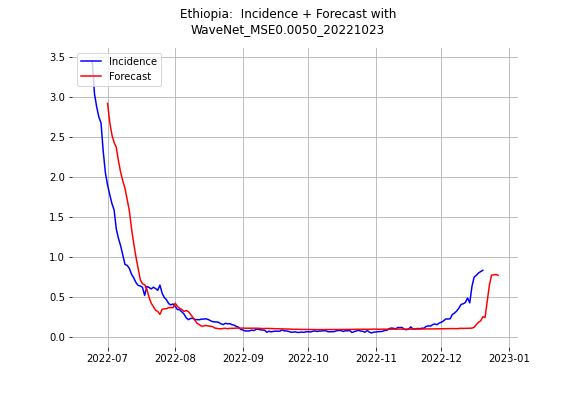 Ethiopia:  Incidence + Forecast with
WaveNet_MSE0.0050_20221023
Incidence
Forecast
3.5
3.0
2.5
2.0
1.5
1.0
0.5
0.0
2022-07 2022-08 2022-09 2022-10 2022-11 2022-12 2023-01